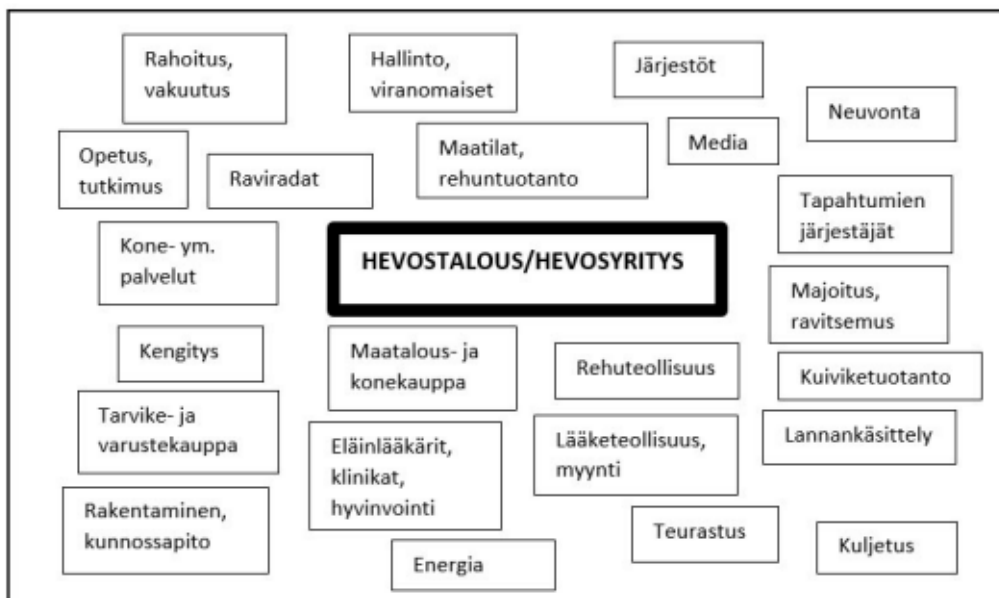 Rahoitus,
vakuutus
Hallinto,
viranomaiset
Järjestöt
Neuvonta
Opetus,
tutkimus
Raviradat
Maatilat,
rehuntuotanto
Media
Tapahtumien
järjestäjät
Kone- ym.
palvelut
HEVOSTALOUS/HEVOSYRITYS
Majoitus,
ravitsemus
Kengitys
Maatalous- ja
konekauppa
Rehuteollisuus
Kuiviketuotanto
Tarvike- ja
varustekauppa
Eläinlääkärit,
klinikat,
hyvinvointi
Lääketeollisuus,
myynti
Lannankäsittely
Rakentaminen,
kunnossapito
Energia
Teurastus
Kuljetus